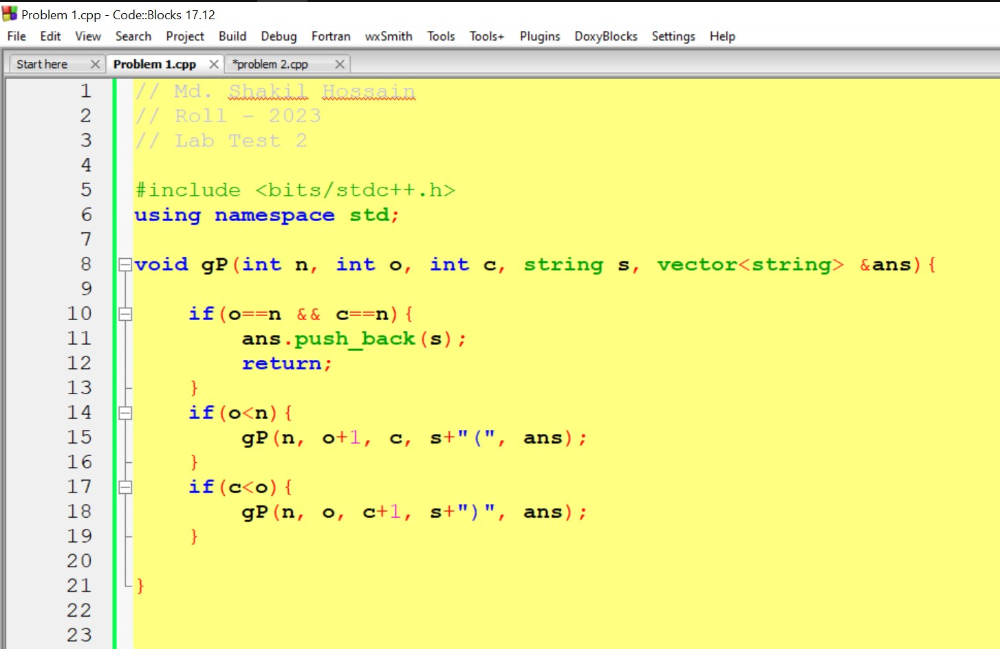 Problem 1.cpp - Code::Blocks 17.12
File Edit View Search Project Build Debug Fortran wxSmith Tools Tools+ Plugins DoxyBlocks Settings Help
Start here Problem 1.cpp *problem 2.cpp
1 // Md. Shakil Hossain
2 // Roll - 2023
3 // Lab Test 2
4
5 #include <bits/stdc++.h>
6 using namespace std;
7
8 void gP(int n, int o, int c, string s, vector<string> &ans){
9
10 if(o==n && c==n){
11 ans.push_back(s);
12 return;
13 }
14 if(o<n){
15 gP(n, o+1, c, s+"(", ans);
16 }
17 if(c<o){
18 gP(n, o, c+1, s+")", ans);
19 }
20
21 }
22
23